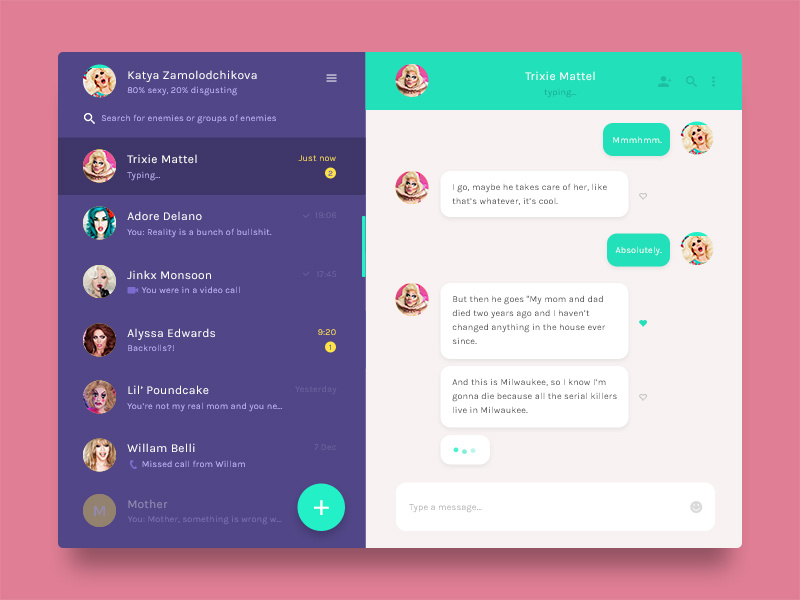 Katya Zamolodchikova
80% sexy, 20% disgusting
Search for enemies or groups of enemies
Trixie Mattel
Just now
Typing...
2
Adore Delano
19:08
You: Reality is a bunch of bullshit.
Jinkx Monsoon
17:45
You were in a video call
Alyssa Edwards
9:20
Backrolls?!
1
Lil' Poundcake
Yesterday
You're not my real mom and you ne...
Willam Belli
7 Dec
Missed call from Willam
M
Mother
You: Mother, something is wrong w...
+
Trixie Mattel
typing...
Mmmhmm.
I go, maybe he takes care of her, like
that's whatever, it's cool.
Absolutely.
But then he goes "My mom and dad
died two years ago and I haven't
changed anything in the house ever
since.
And this is Milwaukee, so I know I'm
gonna die because all the serial killers
live in Milwaukee.
Type a message...